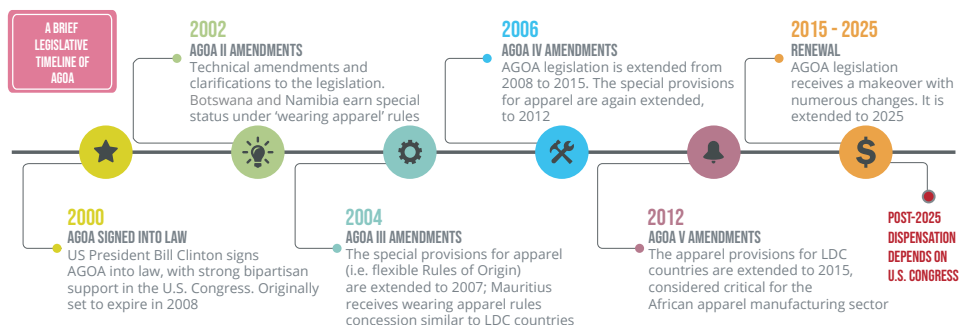 A BRIEF
LEGISLATIVE
TIMELINE OF
AGOA
2000
AGOA SIGNED INTO LAW
US President Bill Clinton signs
AGOA into law, with strong bipartisan
support in the U.S. Congress. Originally
set to expire in 2008
2002
AGOA II AMENDMENTS
Technical amendments and
clarifications to the legislation.
Botswana and Namibia earn special
status under ‘wearing apparel’ rules
2004
AGOA III AMENDMENTS
The special provisions for apparel
(i.e. flexible Rules of Origin)
are extended to 2007; Mauritius
receives wearing apparel rules
concession similar to LDC countries
2006
AGOA IV AMENDMENTS
AGOA legislation is extended from
2008 to 2015. The special provisions
for apparel are again extended,
to 2012
2012
AGOA V AMENDMENTS
The apparel provisions for LDC
countries are extended to 2015,
considered critical for the
African apparel manufacturing sector
2015 - 2025
RENEWAL
AGOA legislation
receives a makeover with
numerous changes. It is
extended to 2025
$
POST-2025
DISPENSATION
DEPENDS ON
U.S. CONGRESS